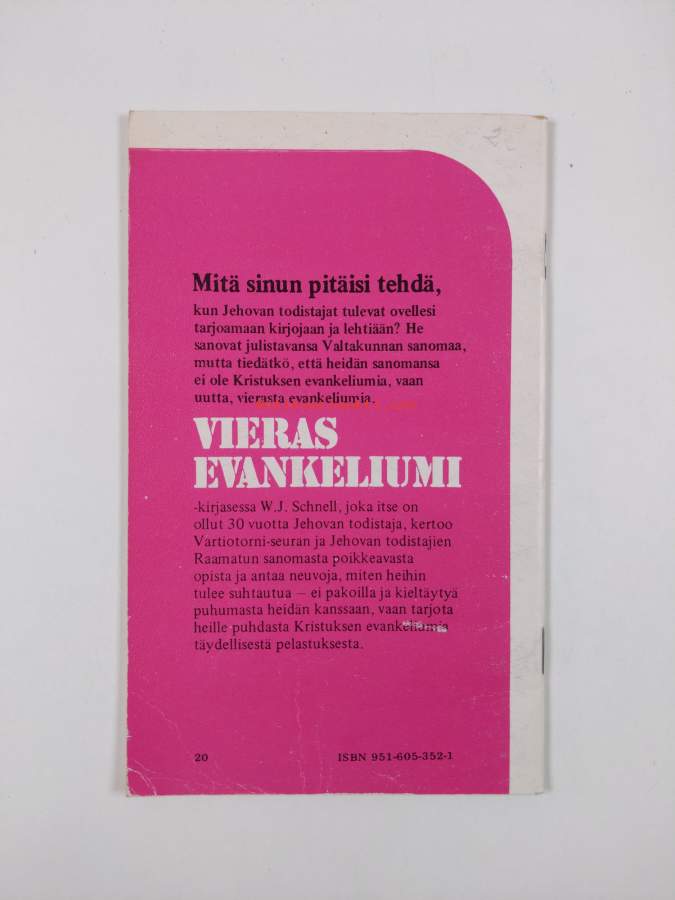 Mitä sinun pitäisi tehdä,
kun Jehovan todistajat tulevat ovellesi
tarjoamaan kirjojaan ja lehtiään? He
sanovat julistavansa Valtakunnan sanomaa,
mutta tiedätkö, että heidän sanomansa
ei ole Kristuksen evankeliumia, vaan
uutta, vierasta evankeliumia.
VIERAS
EVANKELIUMI
-kirjasessa W.J. Schnell, joka itse on
ollut 30 vuotta Jehovan todistaja, kertoo
Vartiotorni-seuran ja Jehovan todistajien
Raamatun sanomasta poikkeavasta
opista ja antaa neuvoja, miten heihin
tulee suhtautua – ei pakoilla ja kieltäytyä
puhumasta heidän kanssaan, vaan tarjota
heille puhdasta Kristuksen evankeliumia
täydellisestä pelastuksesta.
20 ISBN 951-605-352-1